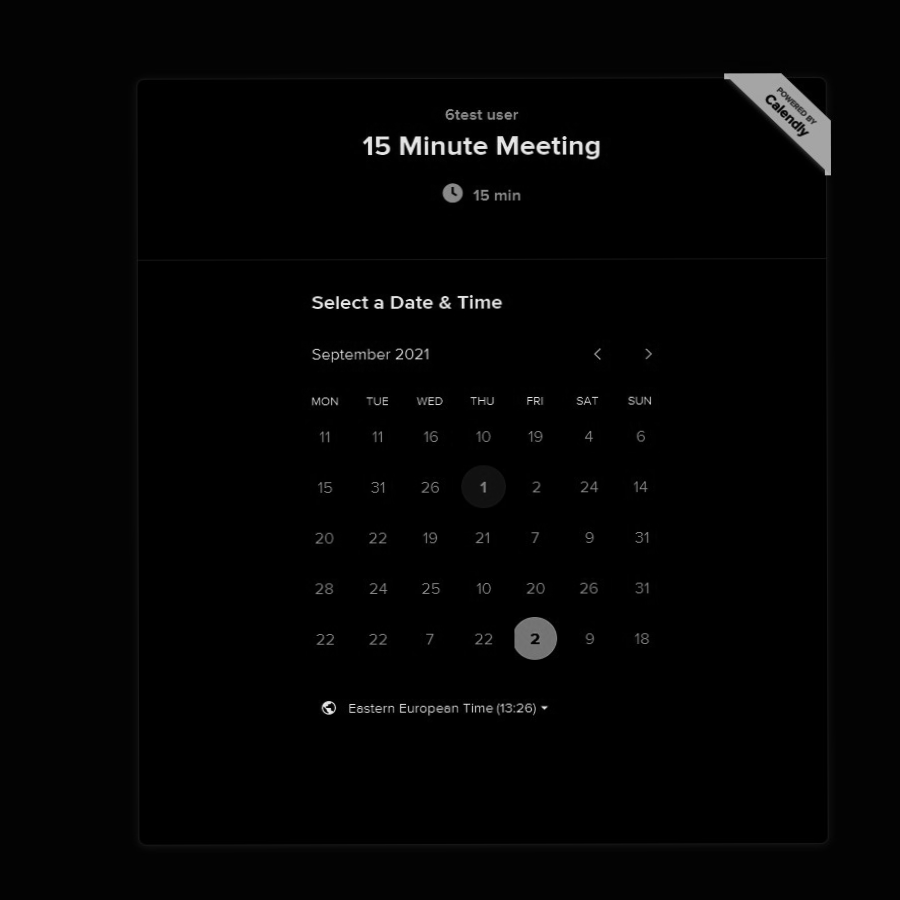 POWERED BY
Calendly
6test user
15 Minute Meeting
15 min
Select a Date & Time
September 2021
MON TUE WED THU FRI SAT SUN
11 11 16 10 19 4 6
15 31 26 1 2 24 14
20 22 19 21 7 9 31
28 24 25 10 20 26 31
22 22 7 22 2 9 18
Eastern European Time (13:26)